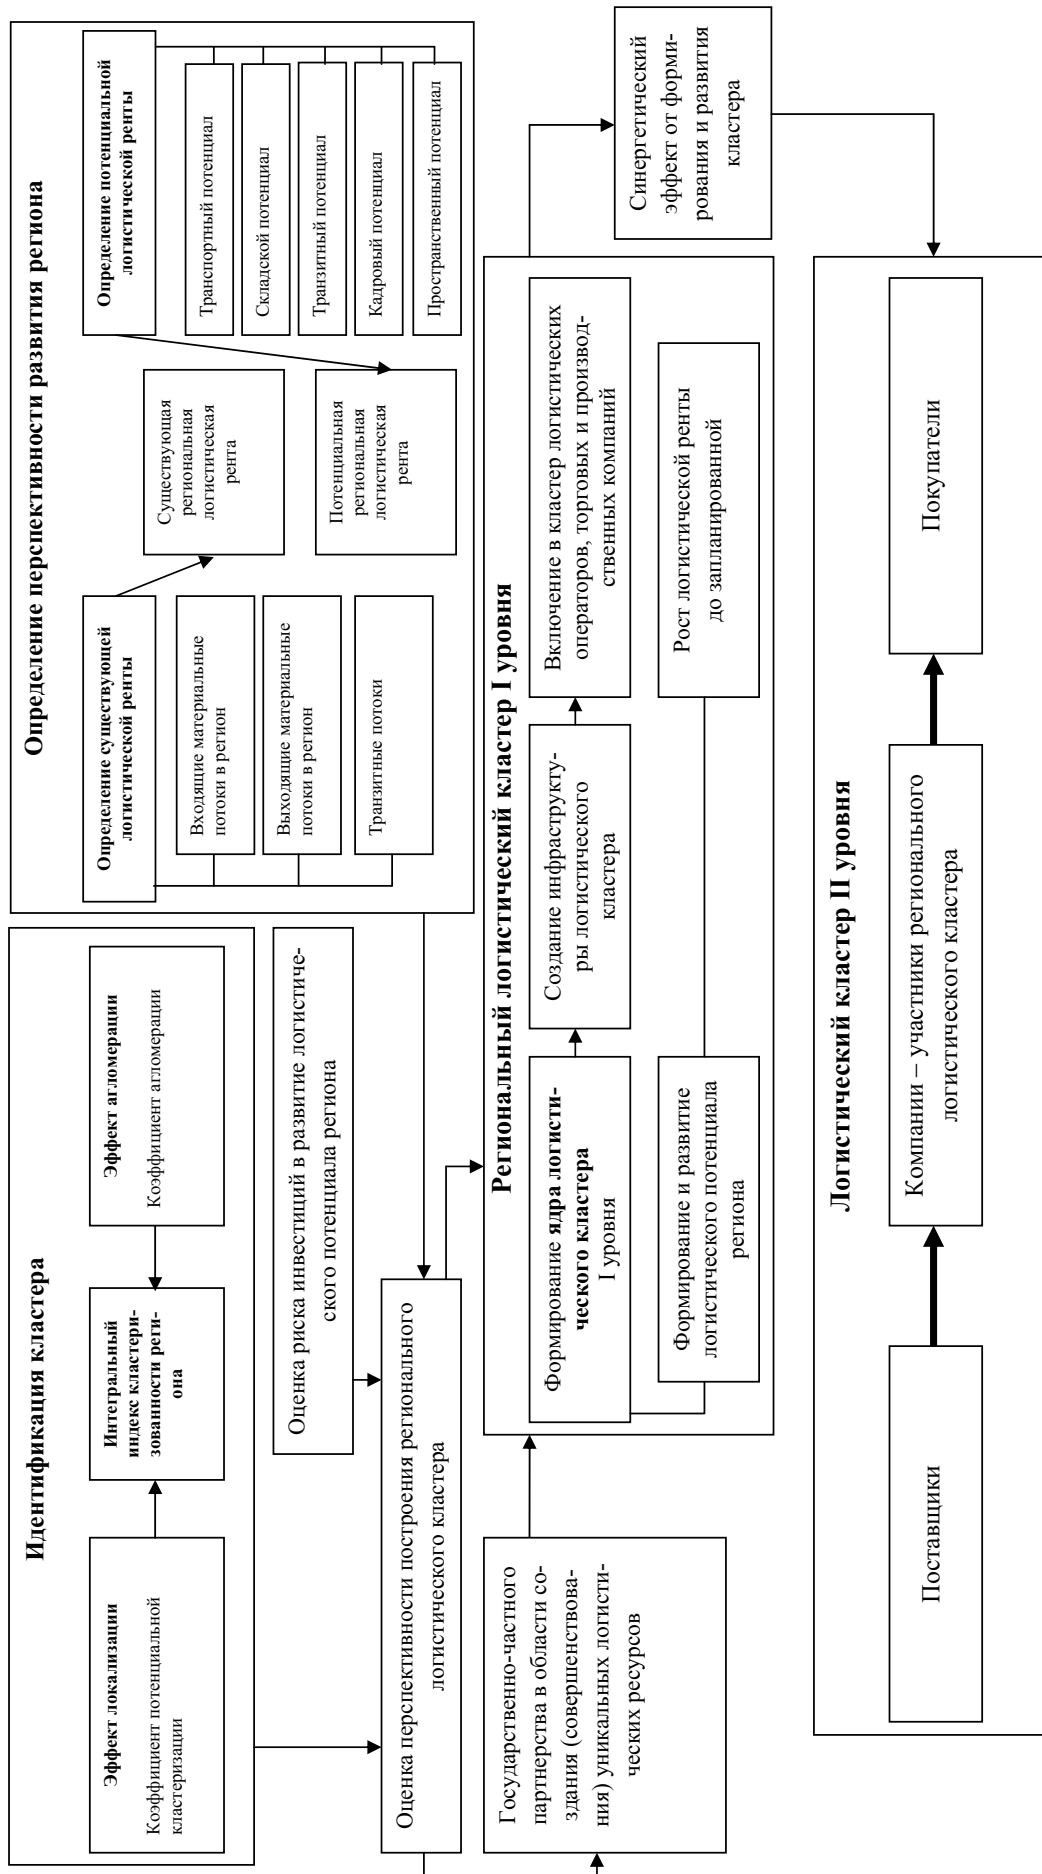 Идентификация кластера
Эффект локализации
Коэффициент потенциальной
кластеризации
Интегральный
индекс кластери-
зованности реги-
она
Эффект агломерации
Коэффициент агломерации
Определение перспективности развития региона
Определение существующей
логистической ренты
Входящие материальные
потоки в регион
Выходящие материальные
потоки в регион
Транзитные потоки
Существующая
региональная
логистическая
рента
Потенциальная
региональная
логистическая
рента
Определение потенциальной
логистической ренты
Транспортный потенциал
Складской потенциал
Транзитный потенциал
Кадровый потенциал
Пространственный потенциал
Оценка риска инвестиций в развитие логистиче-
ского потенциала региона
Оценка перспективности построения регионального
логистического кластера
Государственно-частного
партнерства в области со-
здания (совершенствова-
ния) уникальных логисти-
ческих ресурсов
Региональный логистический кластер I уровня
Формирование ядра логисти-
ческого кластера
I уровня
Создание инфраструкту-
ры логистического
кластера
Включение в кластер логистических
операторов, торговых и производ-
ственных компаний
Формирование и развитие
логистического потенциала
региона
Рост логистической ренты
до запланированной
Синергетический
эффект от форми-
рования и развития
кластера
Логистический кластер II уровня
Поставщики
Компании – участники регионального
логистического кластера
Покупатели